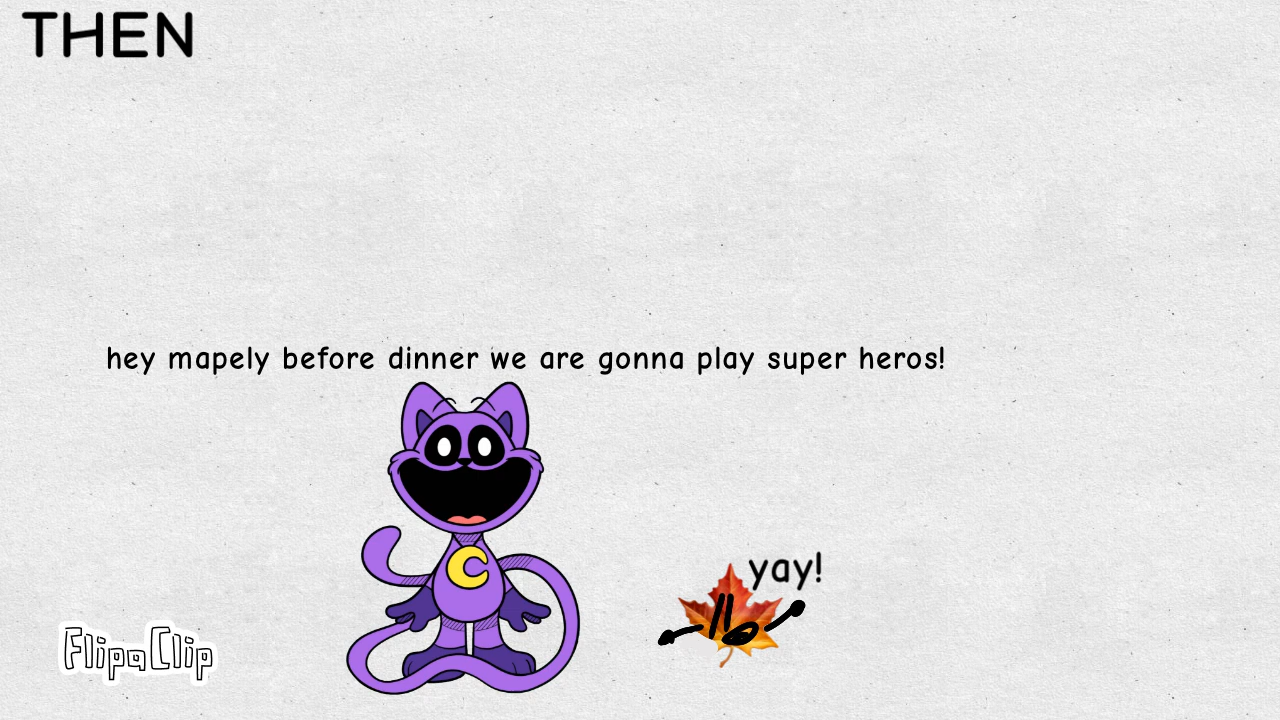 THEN
hey mapely before dinner we are gonna play super heros!
yay!
FlipaClip